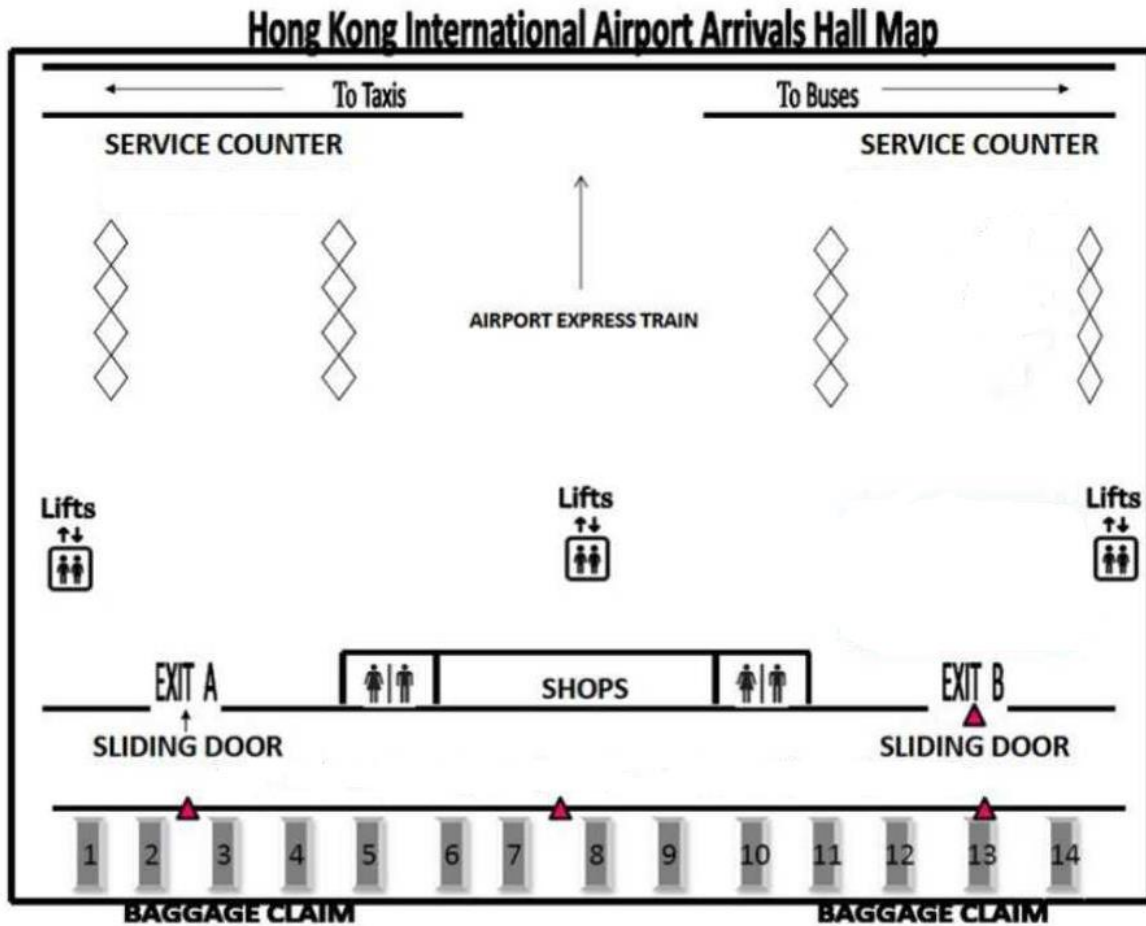 Hong Kong International Airport Arrivals Hall Map
To Taxis To Buses
SERVICE COUNTER SERVICE COUNTER
AIRPORT EXPRESS TRAIN
Lifts Lifts Lifts
EXIT A SHOPS EXIT B
SLIDING DOOR SLIDING DOOR
1 2 3 4 5 6 7 8 9 10 11 12 13 14
BAGGAGE CLAIM BAGGAGE CLAIM